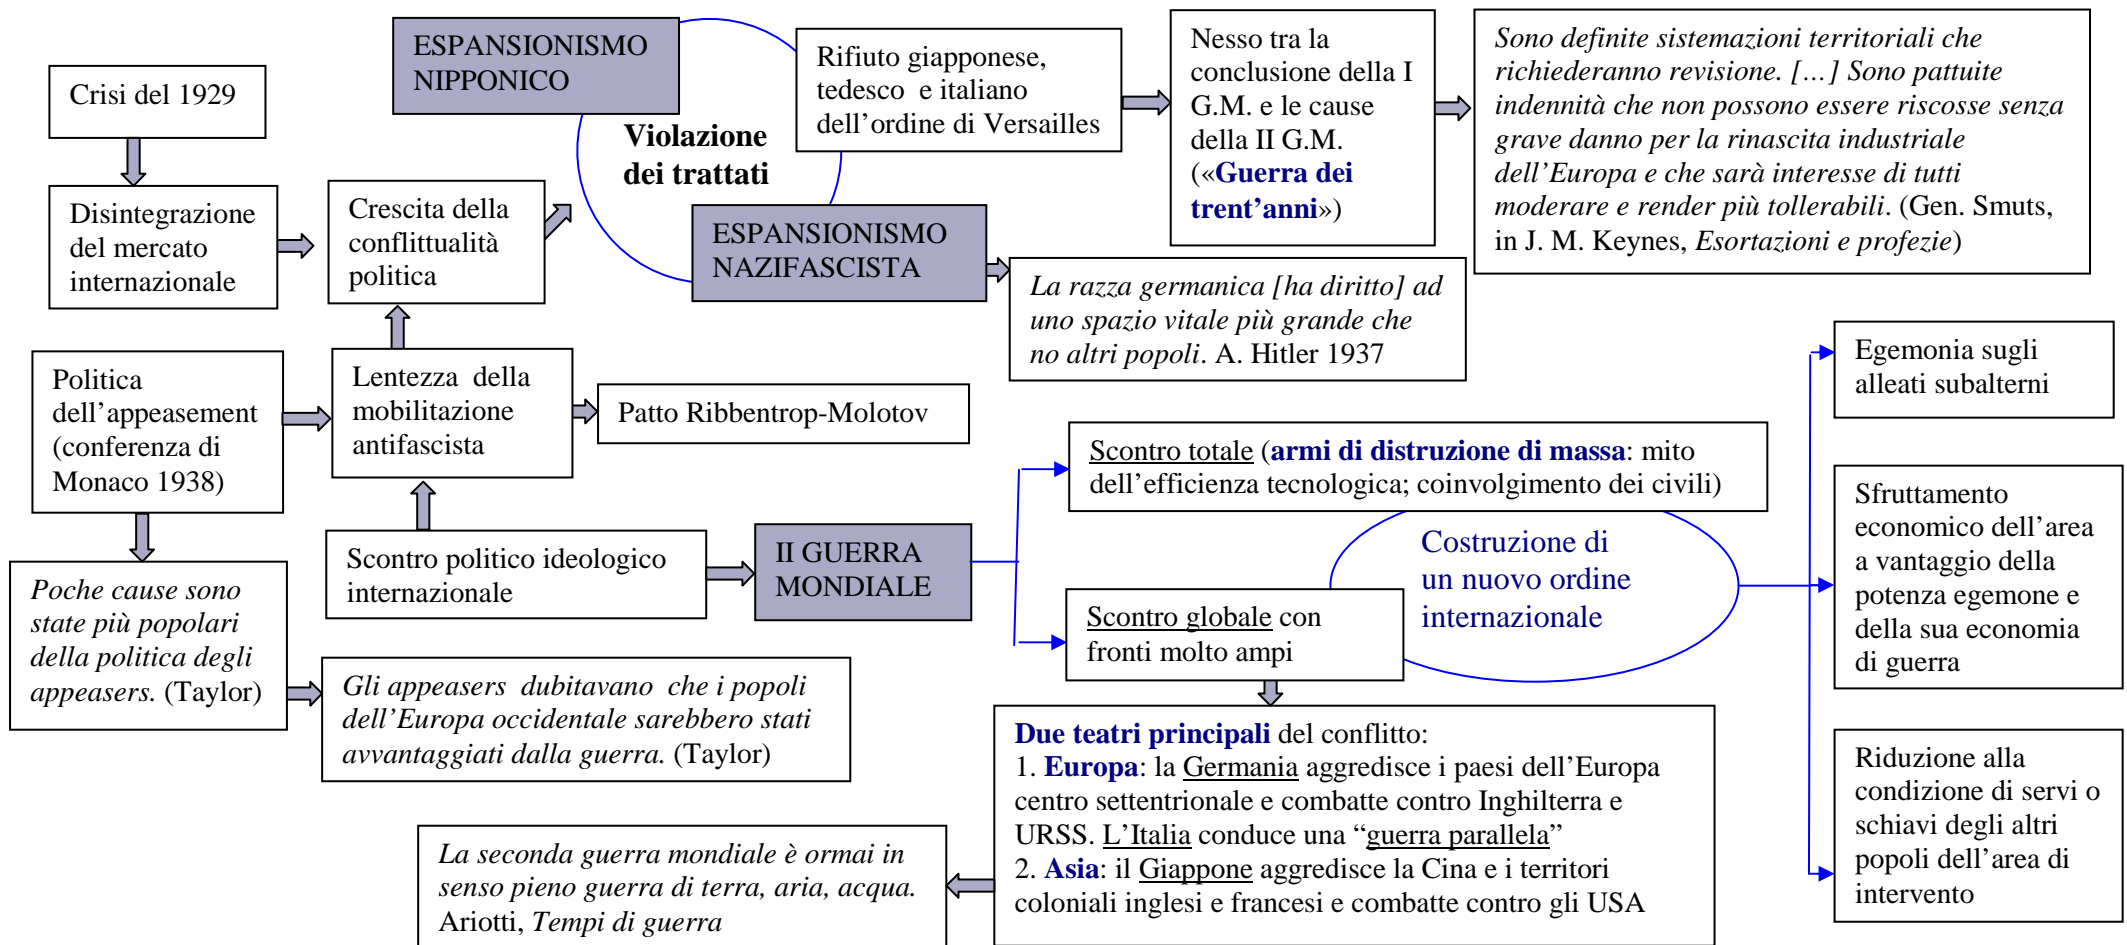 Crisi del 1929
Disintegrazione
del mercato
internazionale
Crescita della
conflittualità
politica
ESPANSIONISMO
NIPPONICO
Violazione
dei trattati
Rifiuto giapponese,
tedesco e italiano
dell’ordine di Versailles
ESPANSIONISMO
NAZIFASCISTA
Nesso tra la
conclusione della I
G.M. e le cause
della II G.M.
(«Guerra dei
trent'anni»)
Sono definite sistemazioni territoriali che
richiederanno revisione. […] Sono pattuite
indennità che non possono essere riscosse senza
grave danno per la rinascita industriale
dell’Europa e che sarà interesse di tutti
moderare e render più tollerabili. (Gen. Smuts,
in J. M. Keynes, Esortazioni e profezie)
La razza germanica [ha diritto] ad
uno spazio vitale più grande che
no altri popoli. A. Hitler 1937
Politica
dell’appeasement
(conferenza di
Monaco 1938)
Lentezza della
mobilitazione
antifascista
Patto Ribbentrop-Molotov
Scontro politico ideologico
internazionale
II GUERRA
MONDIALE
Scontro totale (armi di distruzione di massa: mito
dell’efficienza tecnologica; coinvolgimento dei civili)
Costruzione di
un nuovo ordine
internazionale
Scontro globale con
fronti molto ampi
Egemonia sugli
alleati subalterni
Sfruttamento
economico dell’area
a vantaggio della
potenza egemone e
della sua economia
di guerra
Riduzione alla
condizione di servi o
schiavi degli altri
popoli dell’area di
intervento
Poche cause sono
state più popolari
della politica degli
appeasers. (Taylor)
Gli appeasers dubitavano che i popoli
dell’Europa occidentale sarebbero stati
avvantaggiati dalla guerra. (Taylor)
Due teatri principali del conflitto:
1. Europa: la Germania aggredisce i paesi dell’Europa
centro settentrionale e combatte contro Inghilterra e
URSS. L’Italia conduce una “guerra parallela”
2. Asia: il Giappone aggredisce la Cina e i territori
coloniali inglesi e francesi e combatte contro gli USA
La seconda guerra mondiale è ormai in
senso pieno guerra di terra, aria, acqua.
Ariotti, Tempi di guerra